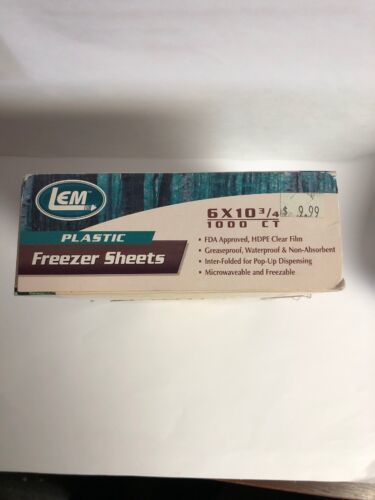 LEM
6X10 3/4
$ 9.99
1000 CT
PLASTIC
Freezer Sheets
• FDA Approved, HDPE Clear Film
• Greaseproof, Waterproof & Non-Absorbent
• Inter-Folded for Pop-Up Dispensing
• Microwaveable and Freezable